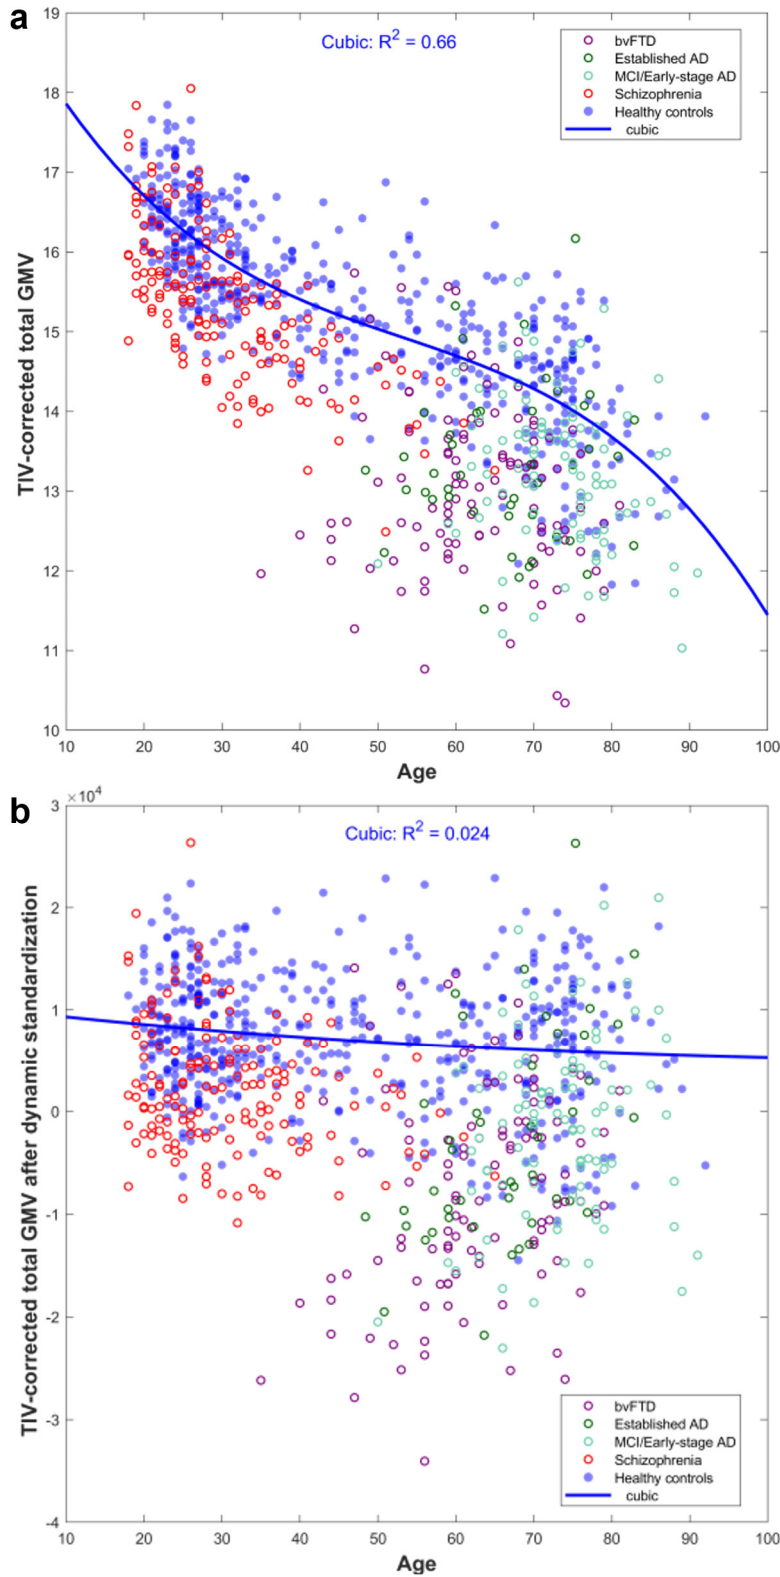 a
Cubic: R² = 0.66
bvFTD
Established AD
MCI/Early-stage AD
Schizophrenia
Healthy controls
cubic
TIV-corrected total GMV
19
18
17
16
15
14
13
12
11
10
10 20 30 40 50 60 70 80 90 100
Age
b
×10⁴
Cubic: R² = 0.024
TIV-corrected total GMV after dynamic standardization
3
2
1
0
-1
-2
-3
-4
bvFTD
Established AD
MCI/Early-stage AD
Schizophrenia
Healthy controls
cubic
10 20 30 40 50 60 70 80 90 100
Age